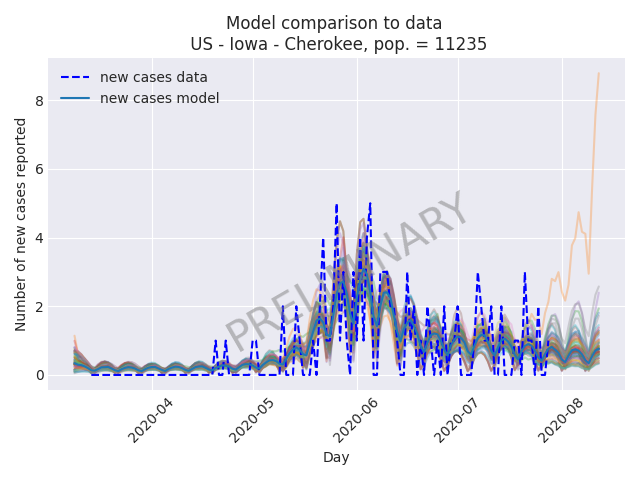 Model comparison to data
US - Iowa - Cherokee, pop. = 11235
new cases data
new cases model
PRELIMINARY
Number of new cases reported
8
6
4
2
0
2020-04
2020-05
2020-06
2020-07
2020-08
Day